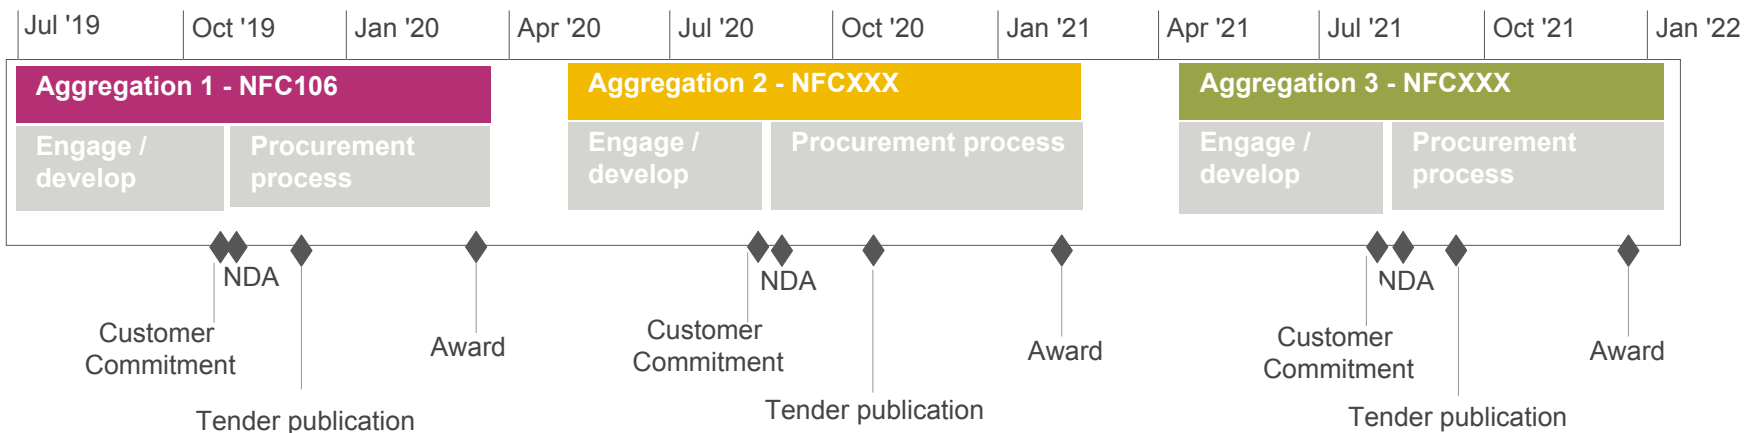 Jul '19
Oct '19
Jan '20
Apr '20
Jul '20
Oct '20
Jan '21
Apr '21
Jul '21
Oct '21
Jan '22
Aggregation 1 - NFC106
Aggregation 2 - NFCXXX
Aggregation 3 - NFCXXX
Engage /
develop
Procurement
process
Engage /
develop
Procurement process
Engage /
develop
Procurement
process
NDA
Customer
Commitment
Award
Tender publication
NDA
Customer
Commitment
Award
Tender publication
NDA
Customer
Commitment
Award
Tender publication